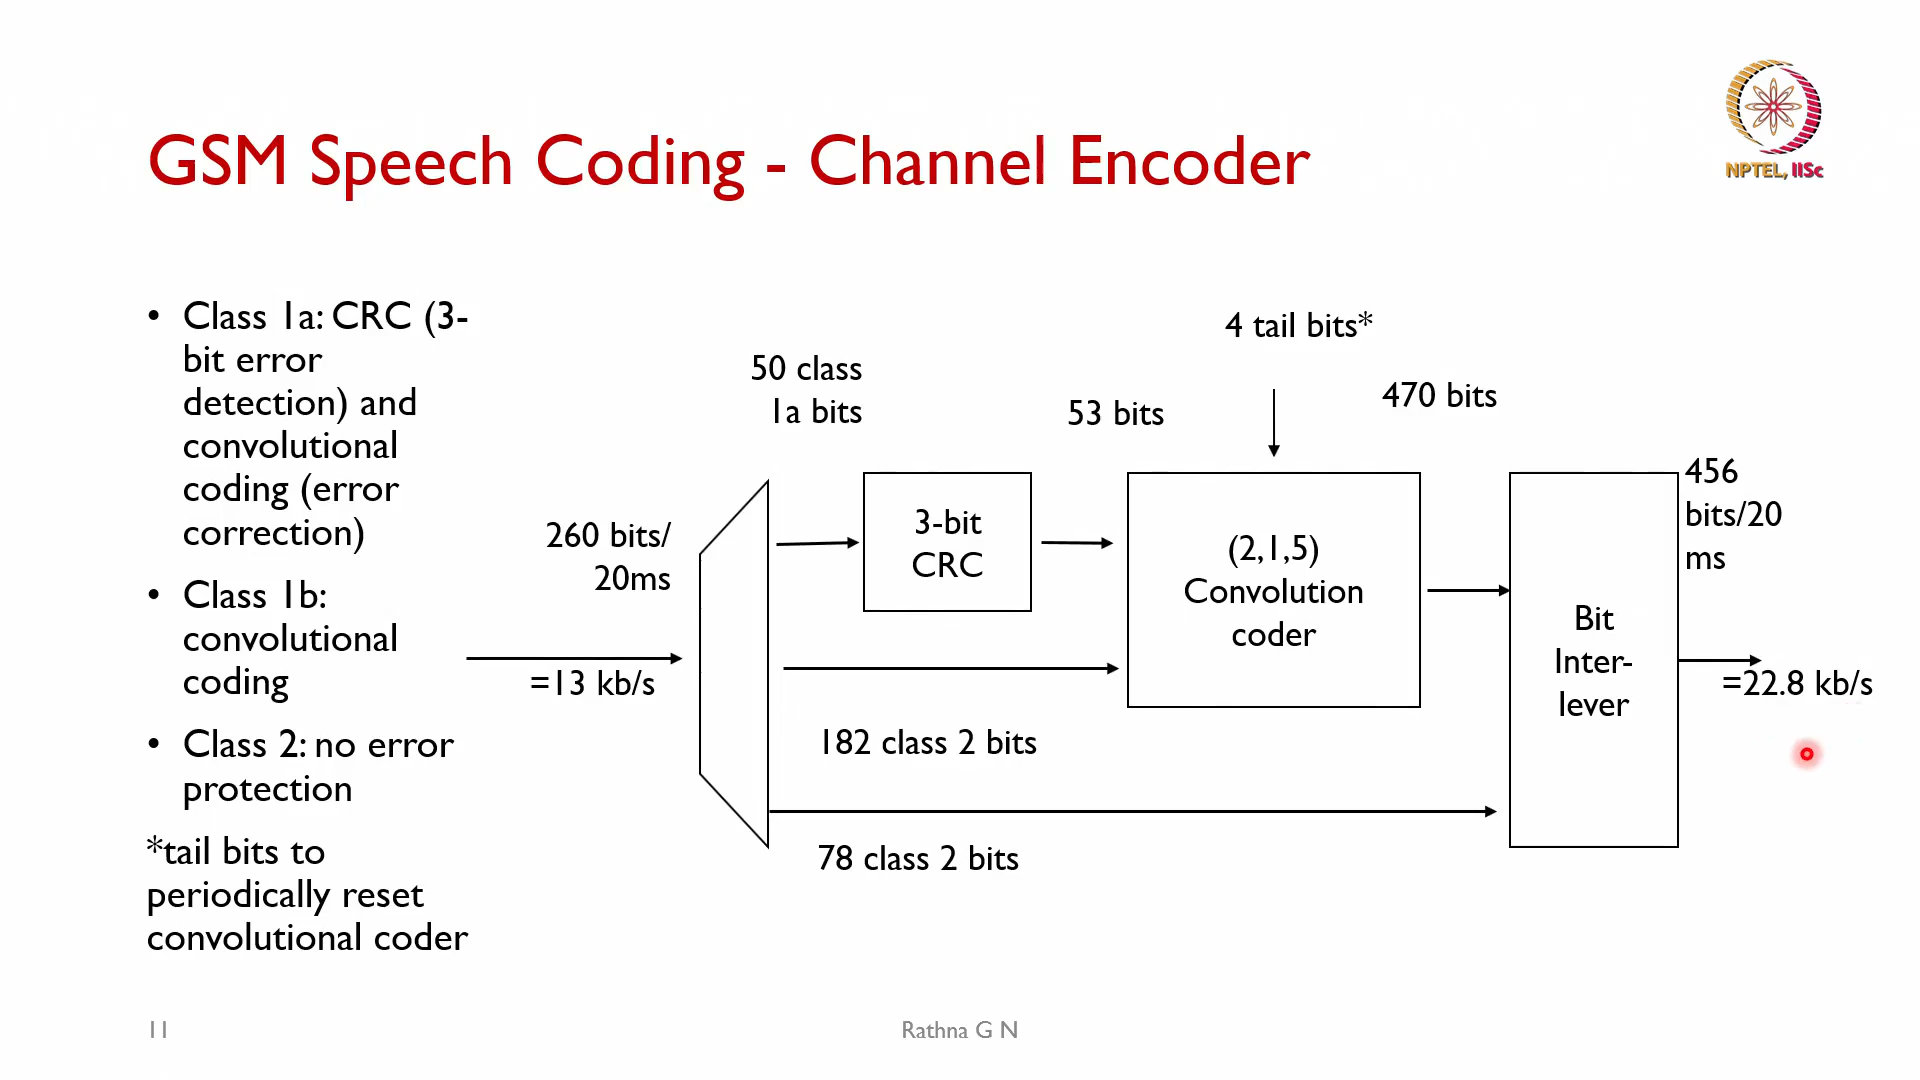 GSM Speech Coding - Channel Encoder
NPTEL, IISc
• Class 1a: CRC (3-
bit error
detection) and
convolutional
coding (error
correction)
• Class 1b:
convolutional
coding
• Class 2: no error
protection
*tail bits to
periodically reset
convolutional coder
260 bits/
20ms
=13 kb/s
50 class
1a bits
3-bit
CRC
53 bits
4 tail bits*
(2,1,5)
Convolution
coder
470 bits
182 class 2 bits
78 class 2 bits
Bit
Inter-
lever
456
bits/20
ms
=22.8 kb/s
11
Rathna G N